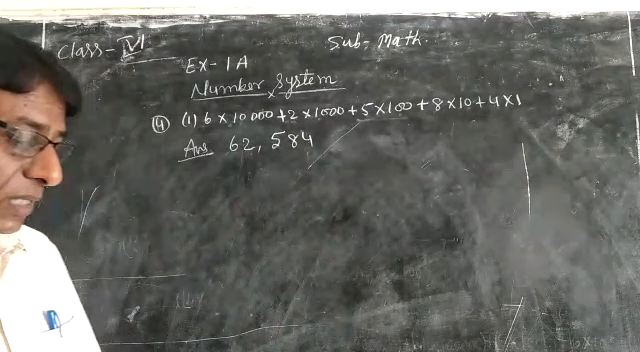 Class - VI
Sub- Math.
Ex- 1A
Number System
(4) (1) 6 × 10000 + 2 × 1000 + 5 × 100 + 8 × 10 + 4 × 1
Ans 62,584